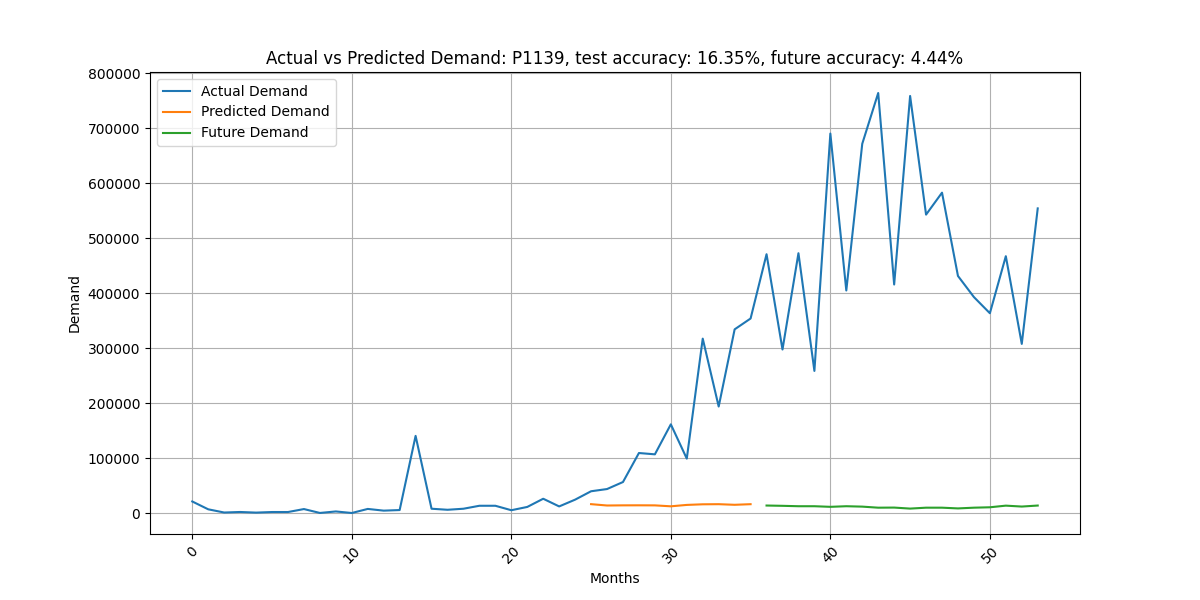 Actual vs Predicted Demand: P1139, test accuracy: 16.35%, future accuracy: 4.44%
Actual Demand
Predicted Demand
Future Demand
800000
700000
600000
500000
400000
300000
200000
100000
0
Demand
0 10 20 30 40 50
Months